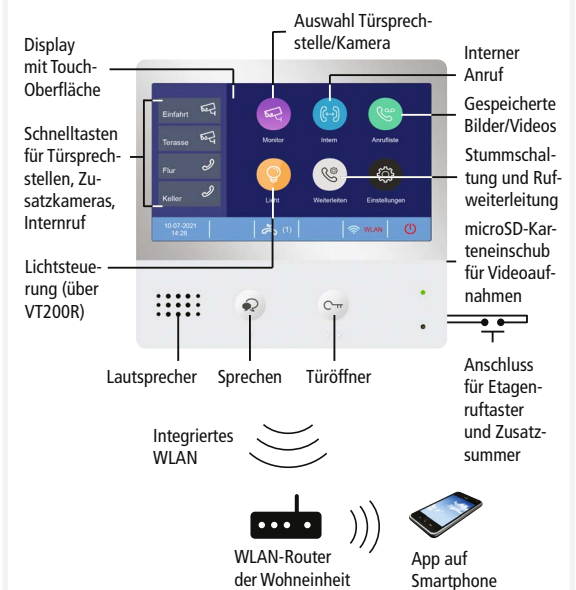 Auswahl Türsprech-
stelle/Kamera
Display
mit Touch-
Oberfläche
Interner
Anruf
Gespeicherte
Bilder/Videos
Schnelltasten
für Türsprech-
stellen, Zu-
satzkameras,
Internruf
Stummschal-
tung und Ruf-
weiterleitung
Einfahrt
Terasse
Flur
Keller
Monitor
Intern
Anrufliste
Licht
Weiterleiten
Einstellungen
10-07-2021
14:28
(1)
WLAN
microSD-Kar-
teneinschub
für Videoauf-
nahmen
Lichtsteue-
rung (über
VT200R)
Lautsprecher
Sprechen
Türöffner
Anschluss
für Etagen-
ruftaster
und Zusatz-
summer
Integriertes
WLAN
WLAN-Router
der Wohneinheit
App auf
Smartphone